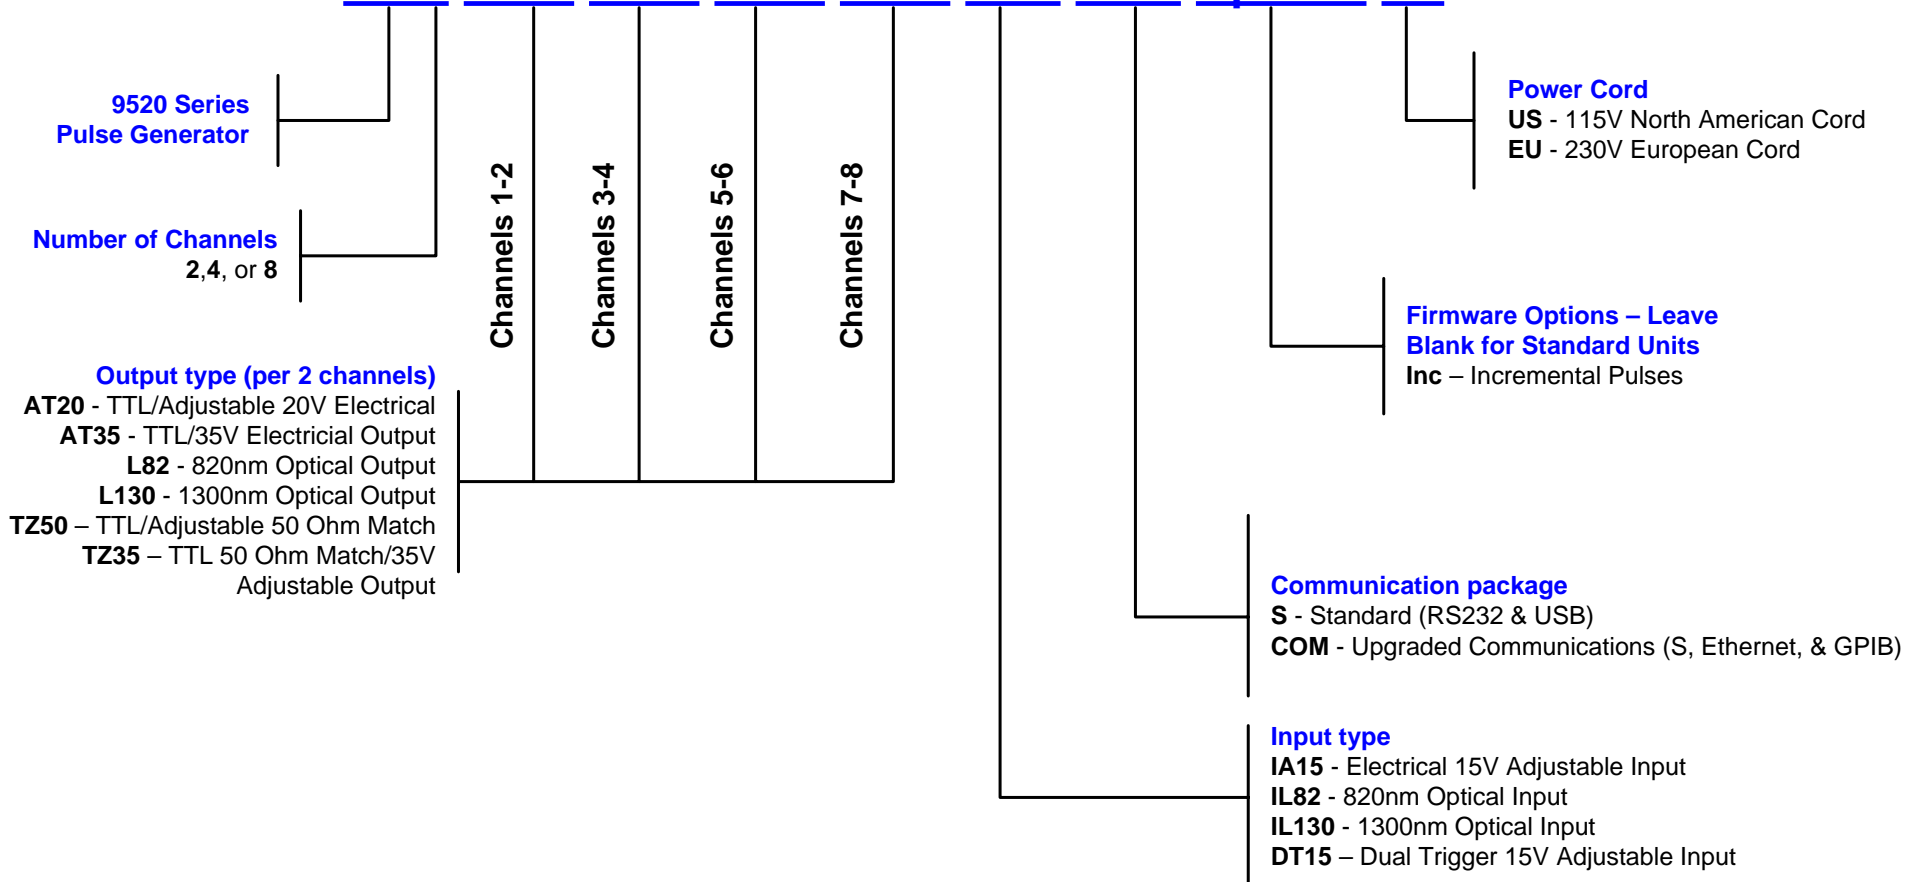 9520 Series
Pulse Generator
Number of Channels
2,4, or 8
Channels 1-2
Channels 3-4
Channels 5-6
Channels 7-8
Output type (per 2 channels)
AT20 - TTL/Adjustable 20V Electrical
AT35 - TTL/35V Electricial Output
L82 - 820nm Optical Output
L130 - 1300nm Optical Output
TZ50 – TTL/Adjustable 50 Ohm Match
TZ35 – TTL 50 Ohm Match/35V
Adjustable Output
Power Cord
US - 115V North American Cord
EU - 230V European Cord
Firmware Options – Leave
Blank for Standard Units
Inc – Incremental Pulses
Communication package
S - Standard (RS232 & USB)
COM - Upgraded Communications (S, Ethernet, & GPIB)
Input type
IA15 - Electrical 15V Adjustable Input
IL82 - 820nm Optical Input
IL130 - 1300nm Optical Input
DT15 – Dual Trigger 15V Adjustable Input